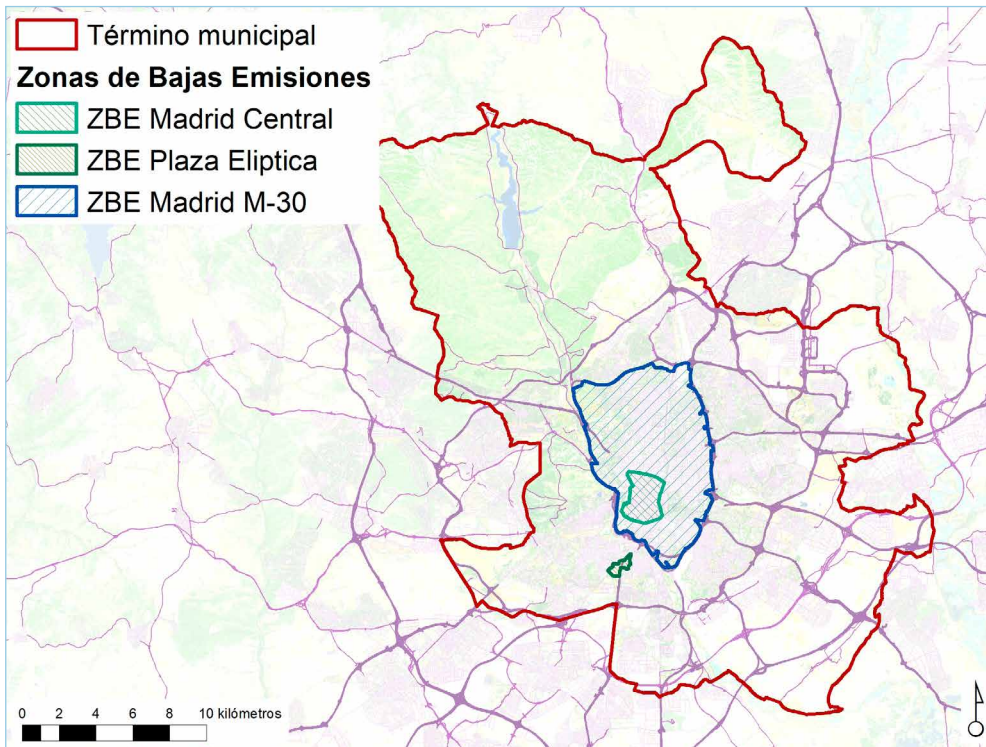 Término municipal
Zonas de Bajas Emisiones
ZBE Madrid Central
ZBE Plaza Eliptica
ZBE Madrid M-30
0 2 4 6 8 10 kilómetros